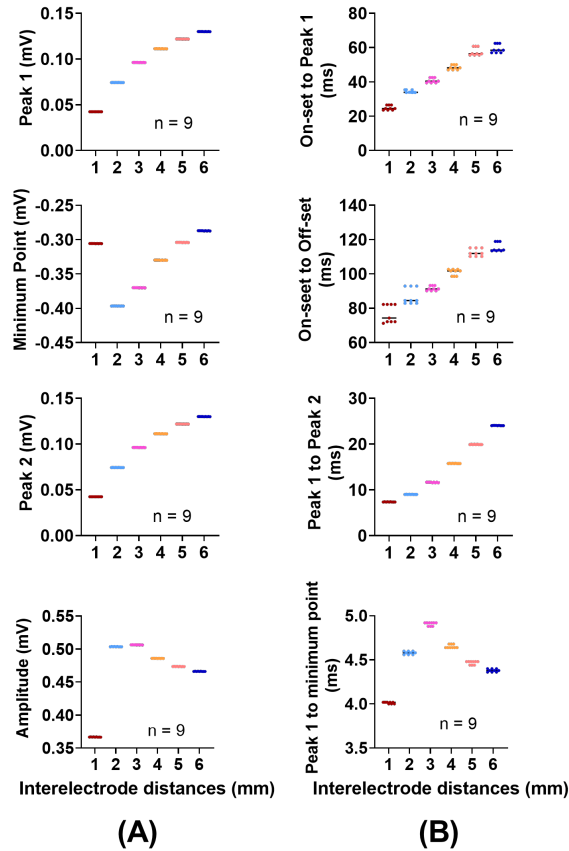 Peak 1 (mV)
0.15
0.10
0.05
0.00
n = 9
1 2 3 4 5 6
On-set to Peak 1
(ms)
80
60
40
20
0
n = 9
1 2 3 4 5 6
Minimum Point (mV)
-0.25
-0.30
-0.35
-0.40
-0.45
n = 9
1 2 3 4 5 6
On-seet to Off-set
(ms)
140
120
100
80
60
n = 9
1 2 3 4 5 6
Peak 2 (mV)
0.15
0.10
0.05
0.00
n = 9
1 2 3 4 5 6
Peak 1 to Peak 2
(ms)
30
20
10
0
n = 9
1 2 3 4 5 6
Amplitude (mV)
0.55
0.50
0.45
0.40
0.35
n = 9
1 2 3 4 5 6
Interelectrode distances (mm)
(A)
Peak 1 to minimum point
(ms)
5.0
4.5
4.0
3.5
n = 9
1 2 3 4 5 6
Interelectrode distances (mm)
(B)